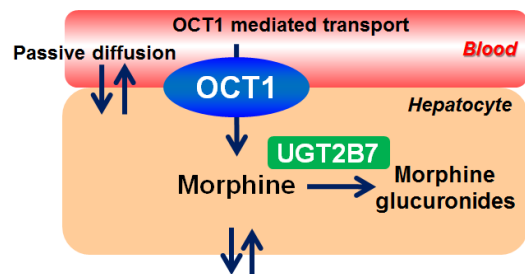 OCT1 mediated transport
Blood
Passive diffusion
OCT1
Hepatocyte
UGT2B7
Morphine
Morphine
glucuronides